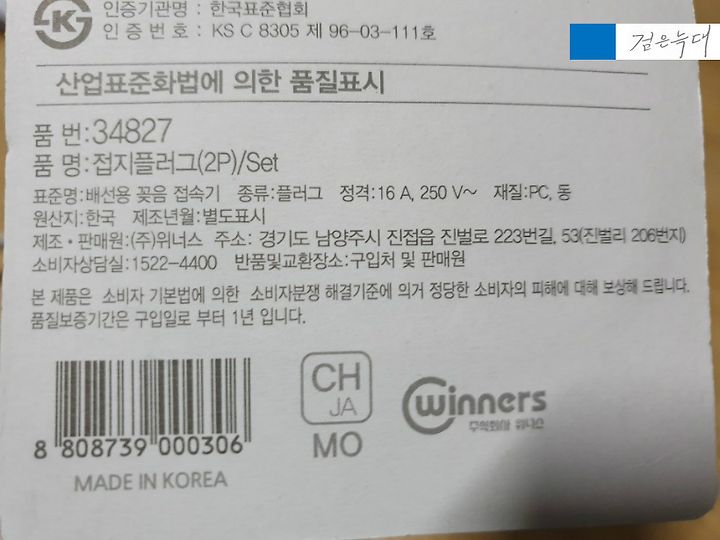 인증기관명 : 한국표준협회
인 증 번 호 : KS C 8305 제 96-03-111호
검은늑대
산업표준화법에 의한 품질표시
품 번:34827
품 명:접지플러그(2P)/Set
표준명:배선용 꽂음 접속기 종류:플러그 정격:16 A, 250 V~ 재질:PC, 동
원산지:한국 제조년월:별도표시
제조·판매원:(주)위너스 주소: 경기도 남양주시 진접읍 진벌로 223번길, 53(진벌리 206번지)
소비자상담실:1522-4400 반품및교환장소:구입처 및 판매원
본 제품은 소비자 기본법에 의한 소비자분쟁 해결기준에 의거 정당한 소비자의 피해에 대해 보상해 드립니다.
품질보증기간은 구입일로 부터 1년 입니다.
8 808739 000306
MADE IN KOREA
CH
JA
MO
winners
주식회사 위너스